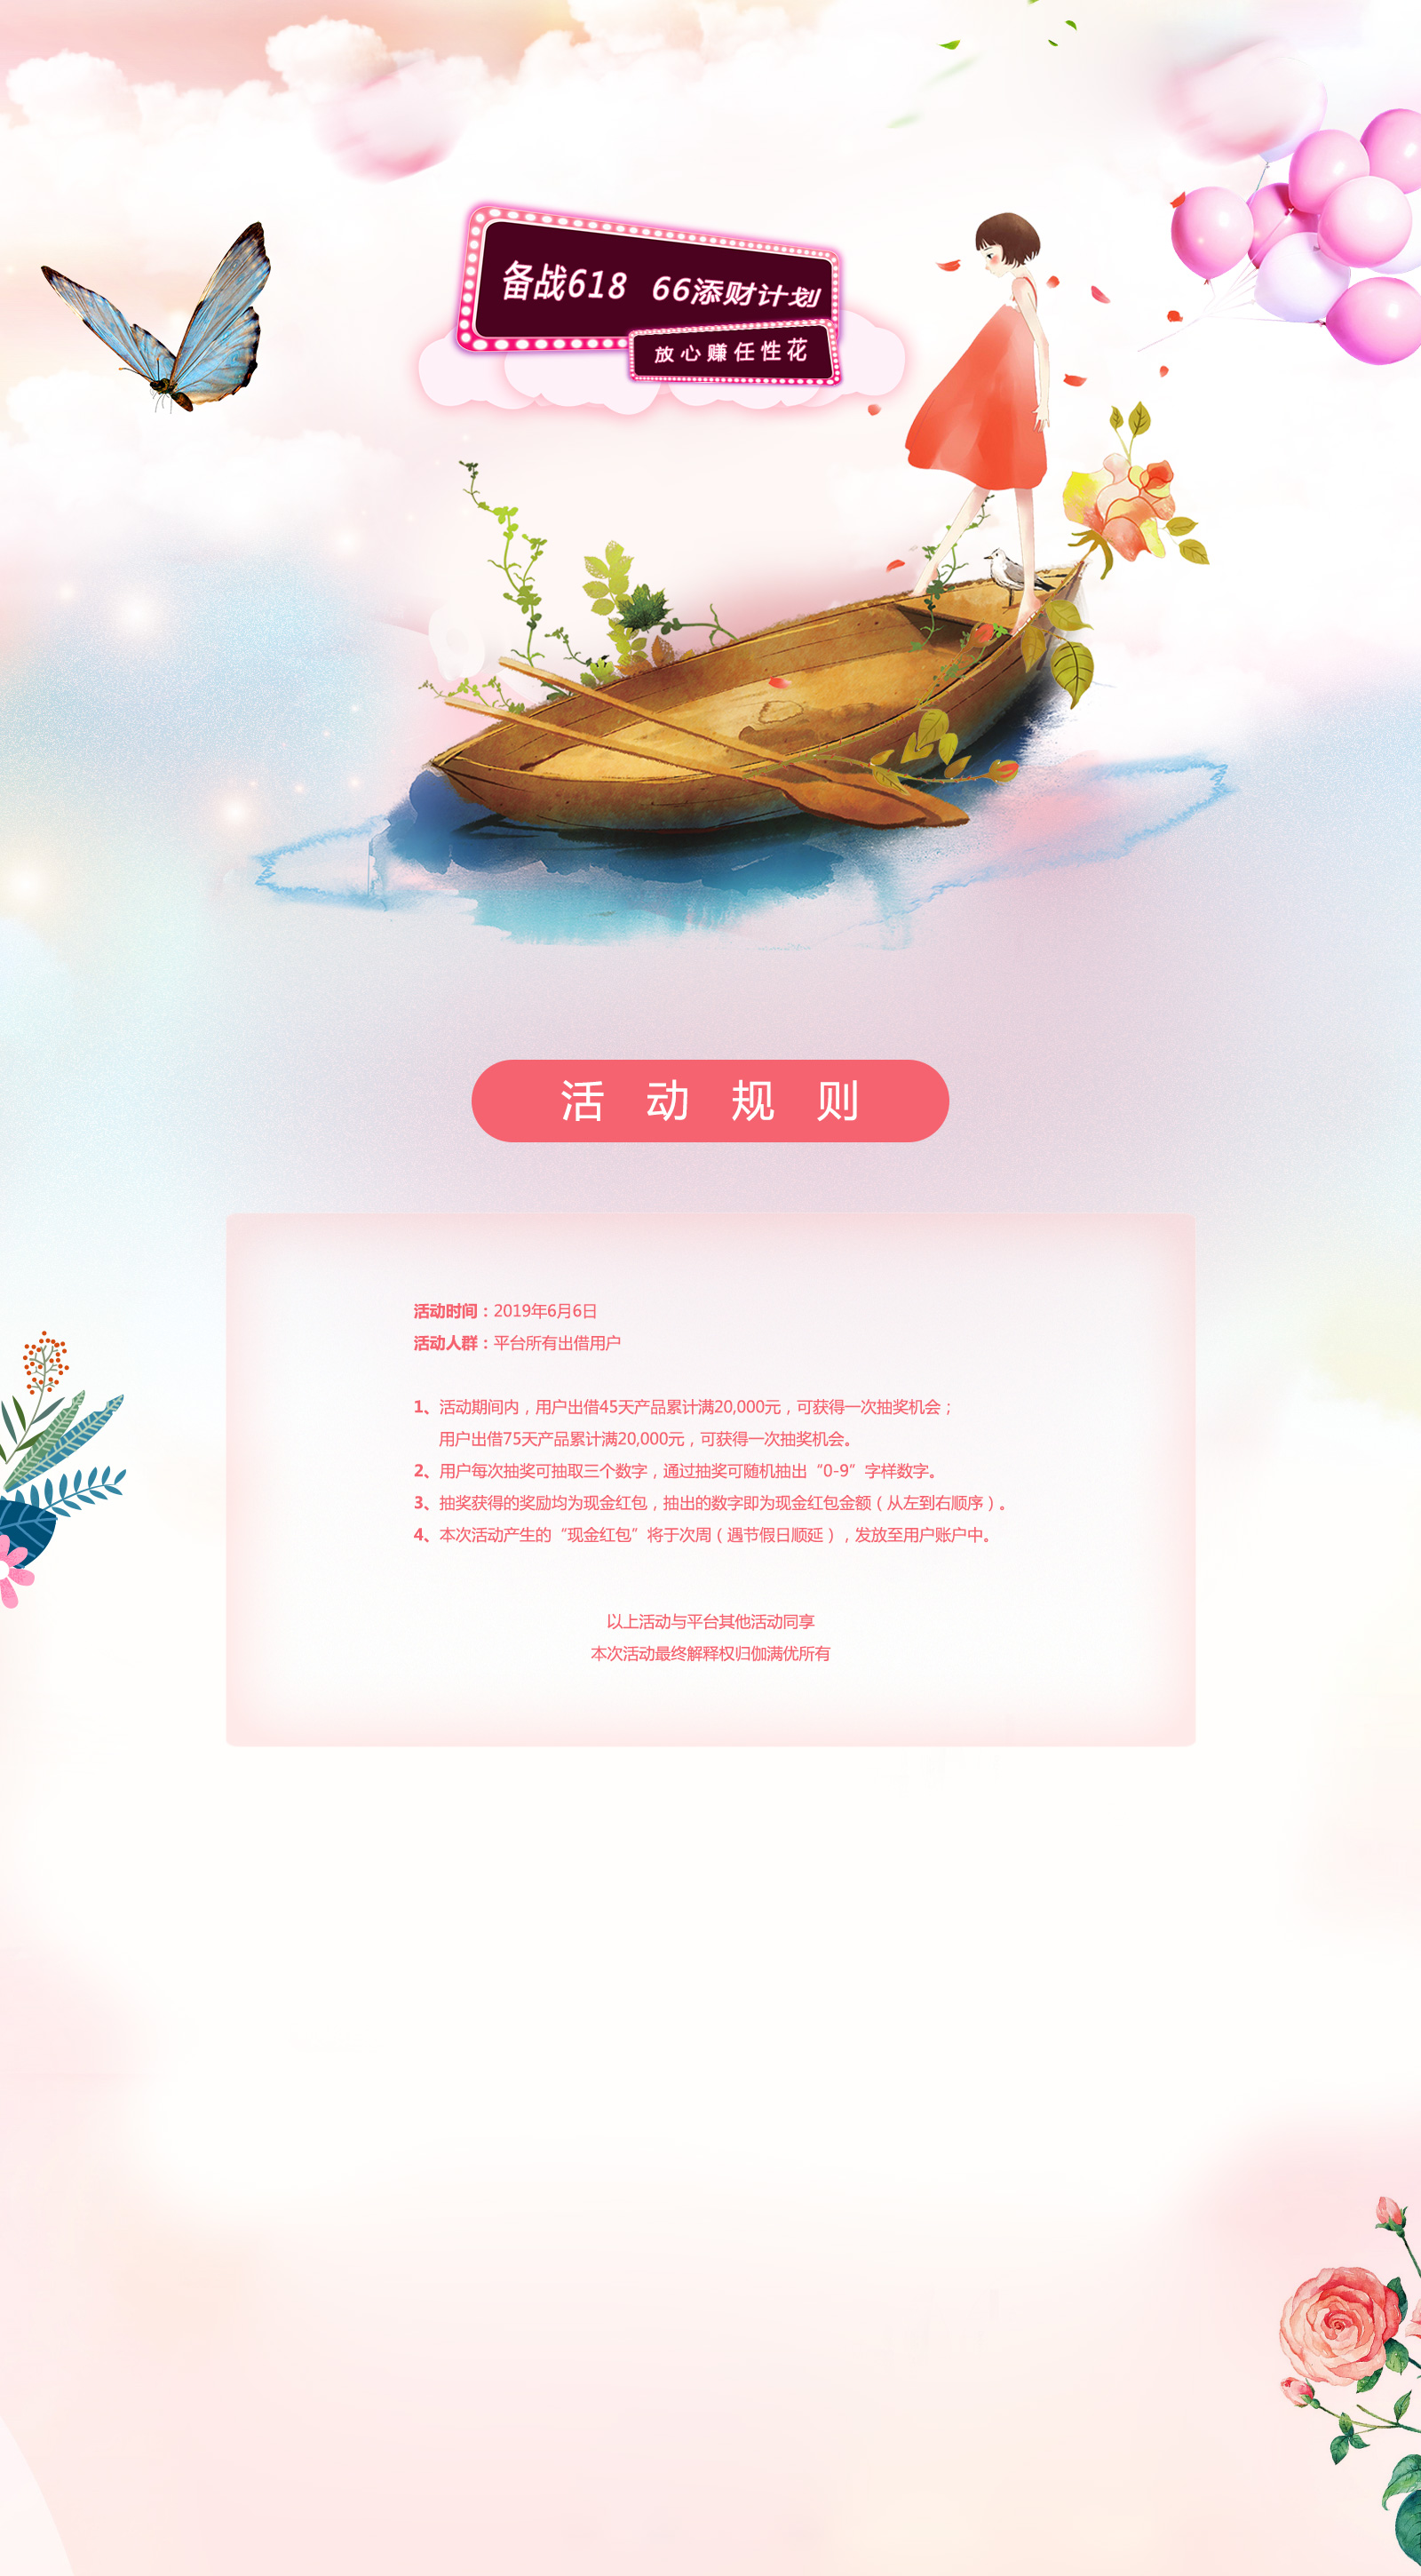 备战618 66添财计划
放心赚任性花
活动规则
活动时间：2019年6月6日
活动人群：平台所有出借用户
1、活动期间内，用户出借45天产品累计满20,000元，可获得一次抽奖机会；
用户出借75天产品累计满20,000元，可获得一次抽奖机会。
2、用户每次抽奖可抽取三个数字，通过抽奖可随机抽出“0-9”字样数字。
3、抽奖获得的奖励均为现金红包，抽出的数字即为现金红包金额（从左到右顺序）。
4、本次活动产生的“现金红包”将于次周（遇节假日顺延），发放至用户账户中。
以上活动与平台其他活动同享
本次活动最终解释权归伽满优所有